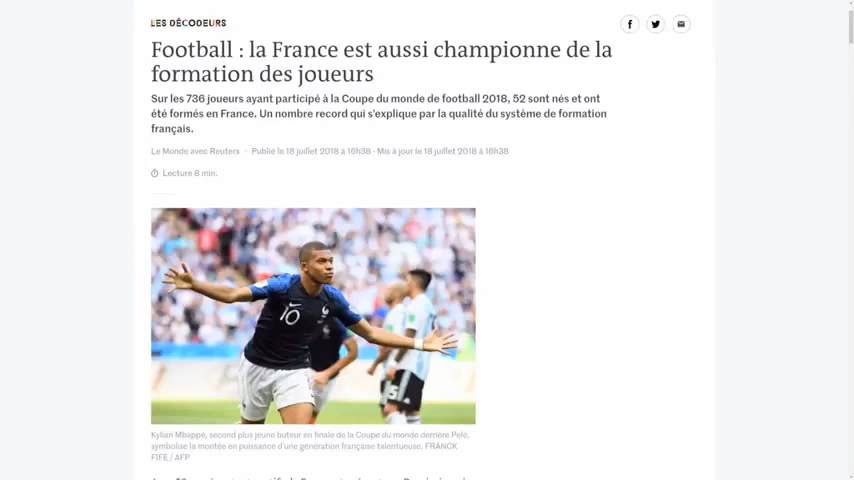 LES DÉCODEURS
Football : la France est aussi championne de la
formation des joueurs
Sur les 736 joueurs ayant participé à la Coupe du monde de football 2018, 52 sont nés et ont
été formés en France. Un nombre record qui s'explique par la qualité du système de formation
français.
Le Monde avec Reuters · Publié le 18 juillet 2018 à 16h38 - Mis à jour le 18 juillet 2018 à 16h38
Lecture 8 min.
10
Kylian Mbappé, second plus jeune buteur en finale de la Coupe du monde derrière Pelé,
symbolise la montée en puissance d'une génération française talentueuse. FRANCK
FIFE / AFP